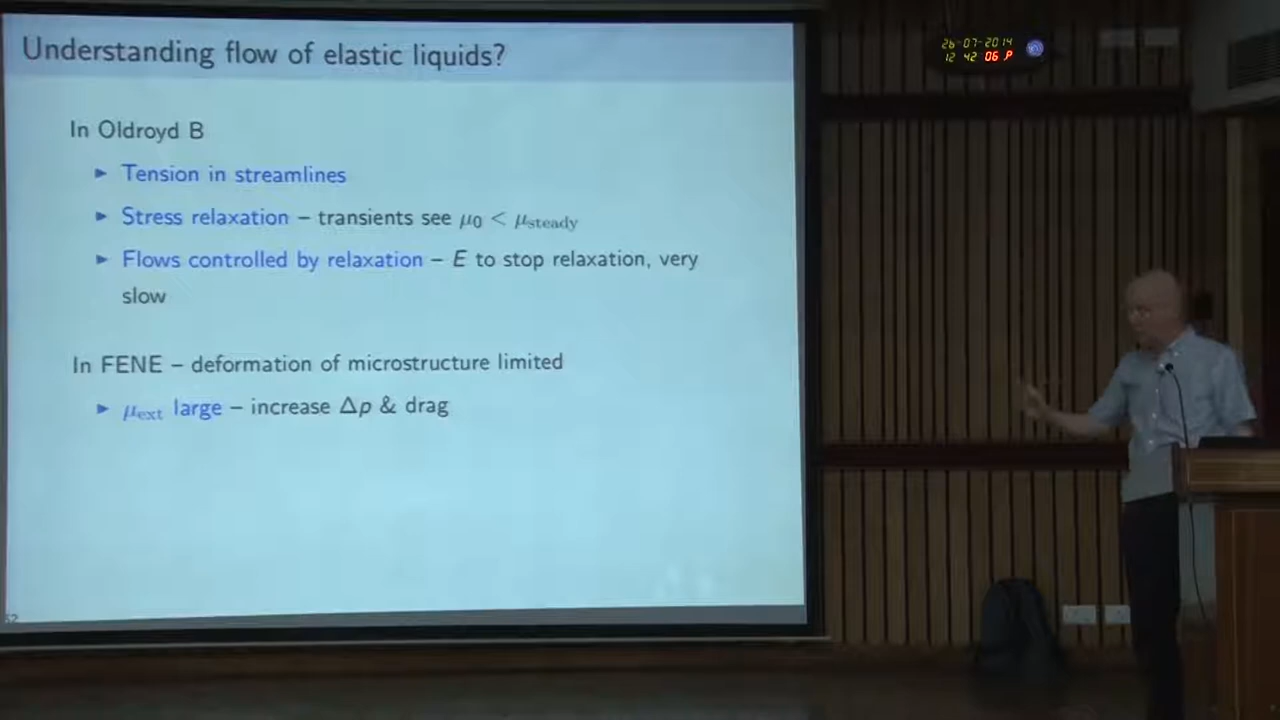 Understanding flow of elastic liquids?
In Oldroyd B
▶ Tension in streamlines
▶ Stress relaxation – transients see μ₀ < μ_steady
▶ Flows controlled by relaxation – E to stop relaxation, very
slow
In FENE – deformation of microstructure limited
▶ μ_ext large – increase Δp & drag
26-07-2014
12 42 06 P